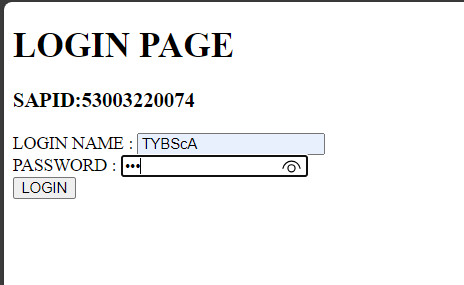 LOGIN PAGE
SAPID:53003220074
LOGIN NAME : TYBScA
PASSWORD : •••
LOGIN